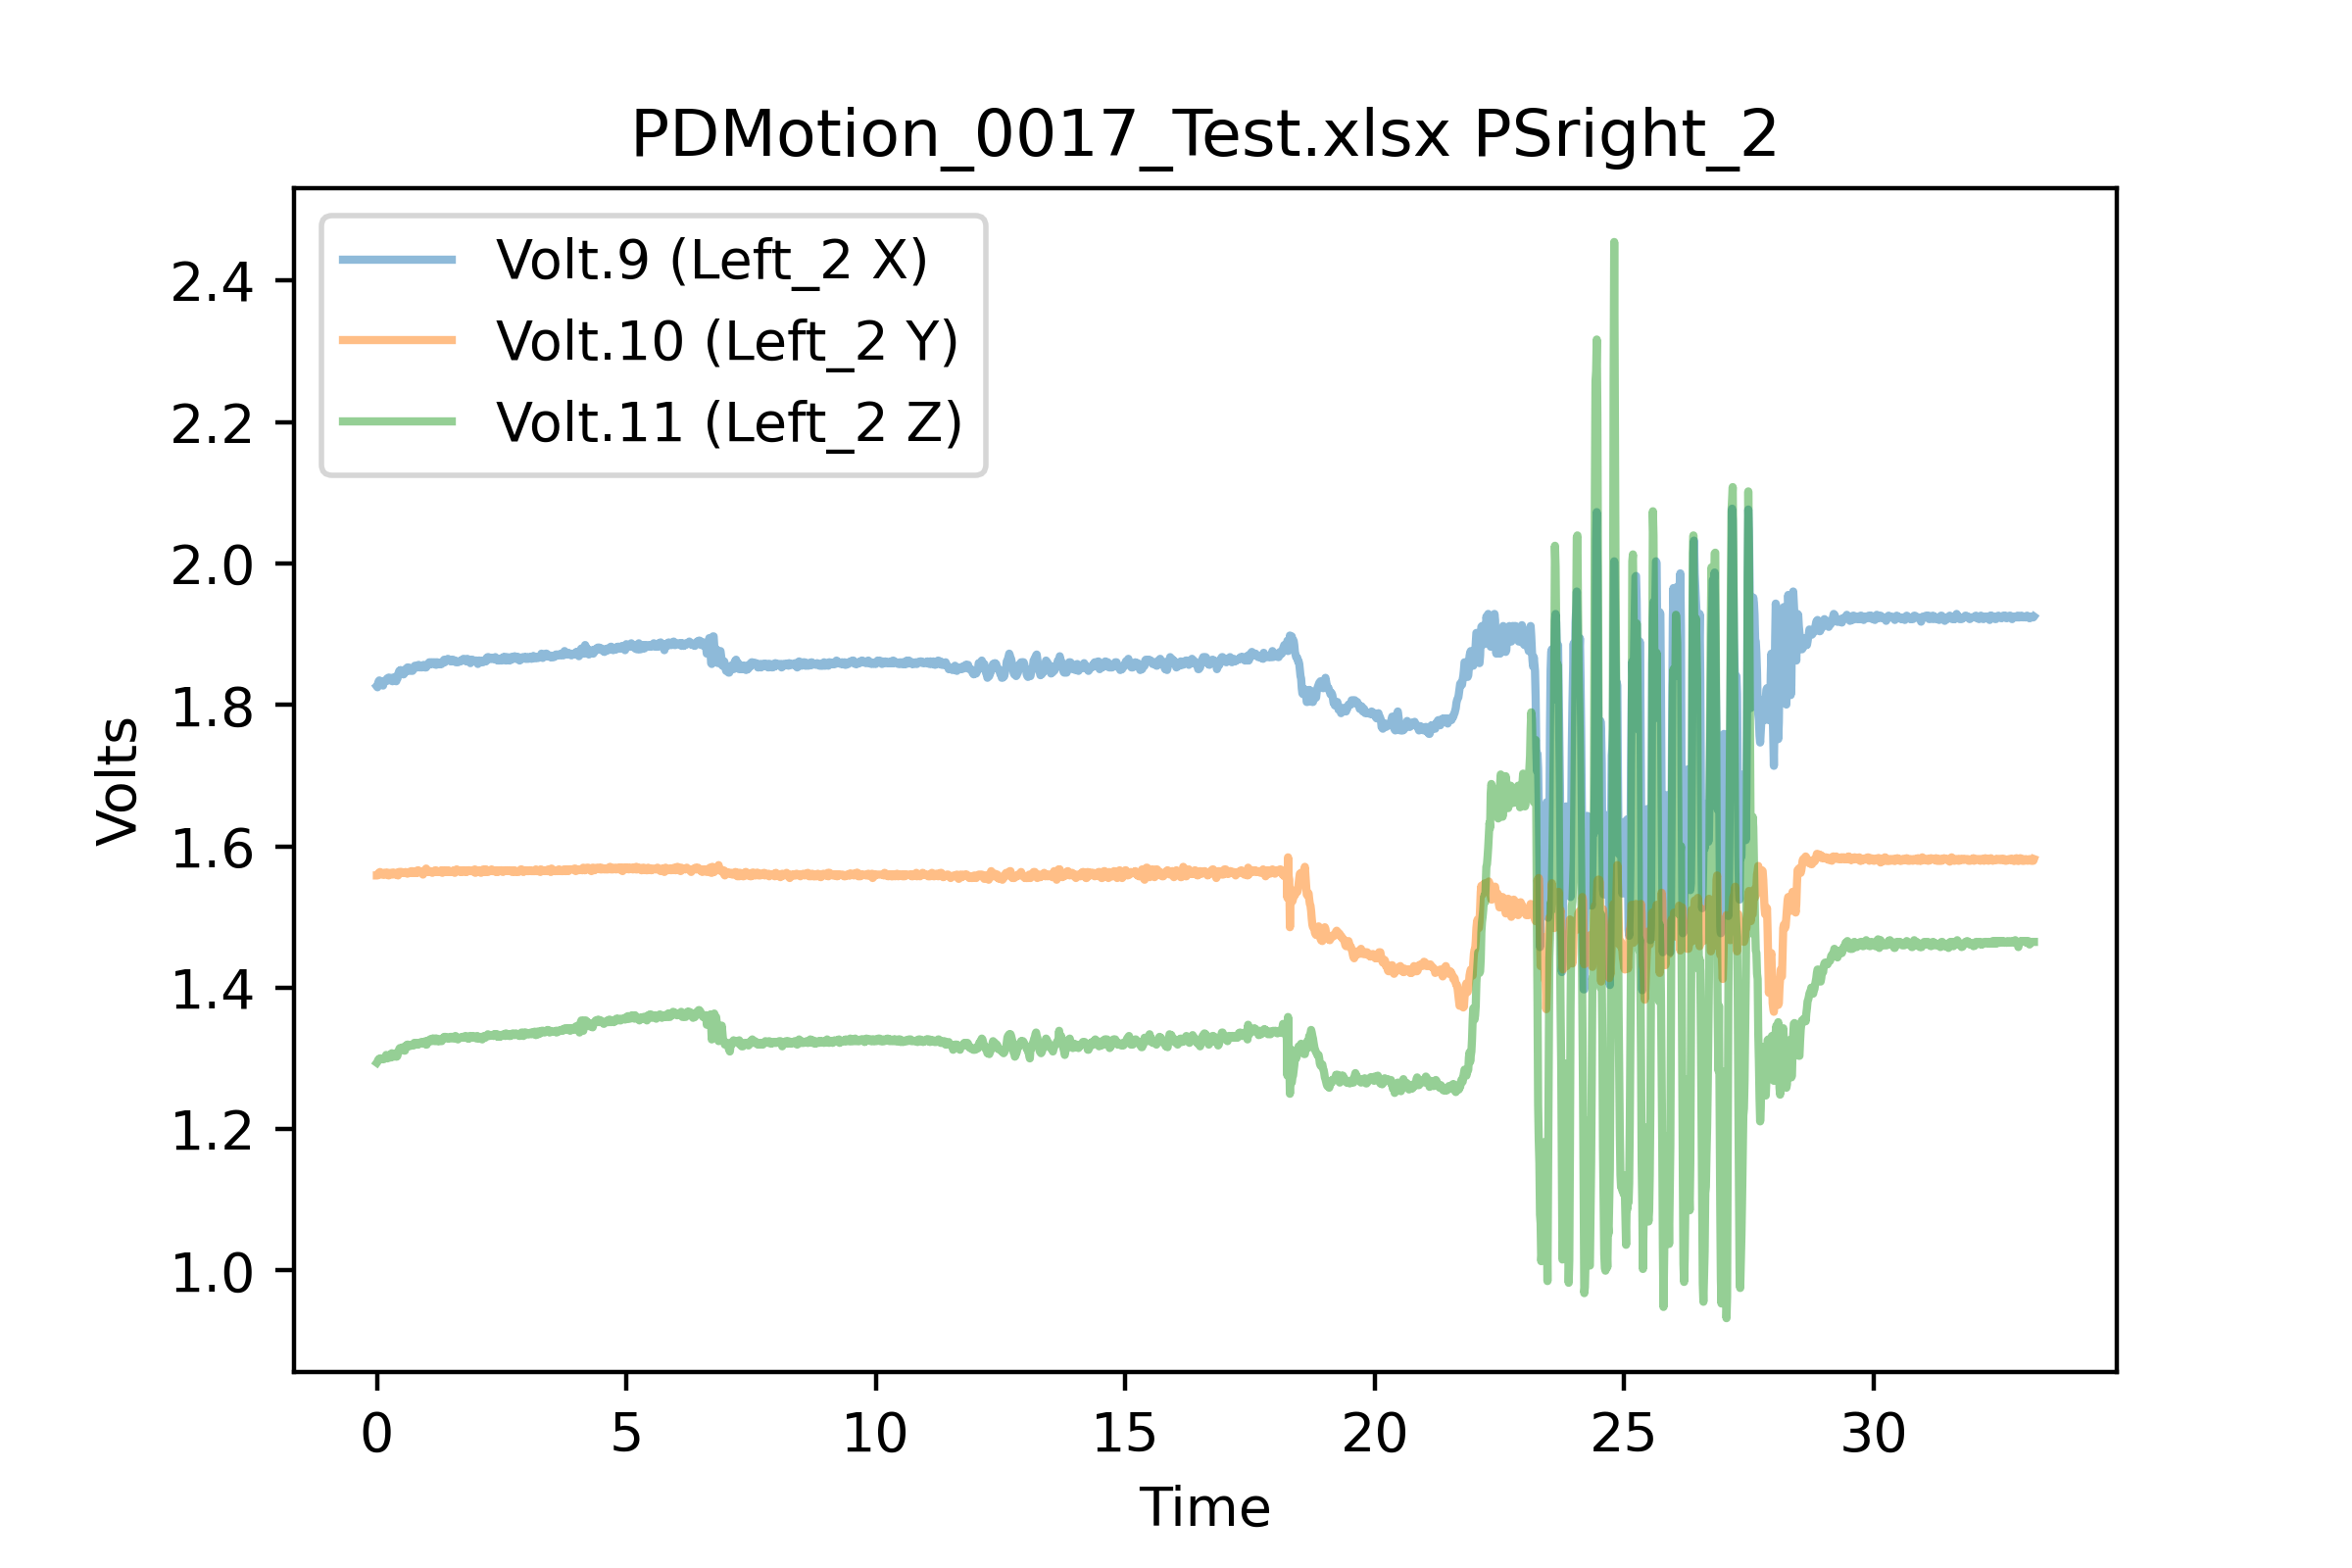 PDMotion_0017_Test.xlsx PSright_2
Volt.9 (Left_2 X)
Volt.10 (Left_2 Y)
Volt.11 (Left_2 Z)
Volts
2.4
2.2
2.0
1.8
1.6
1.4
1.2
1.0
0 5 10 15 20 25 30
Time